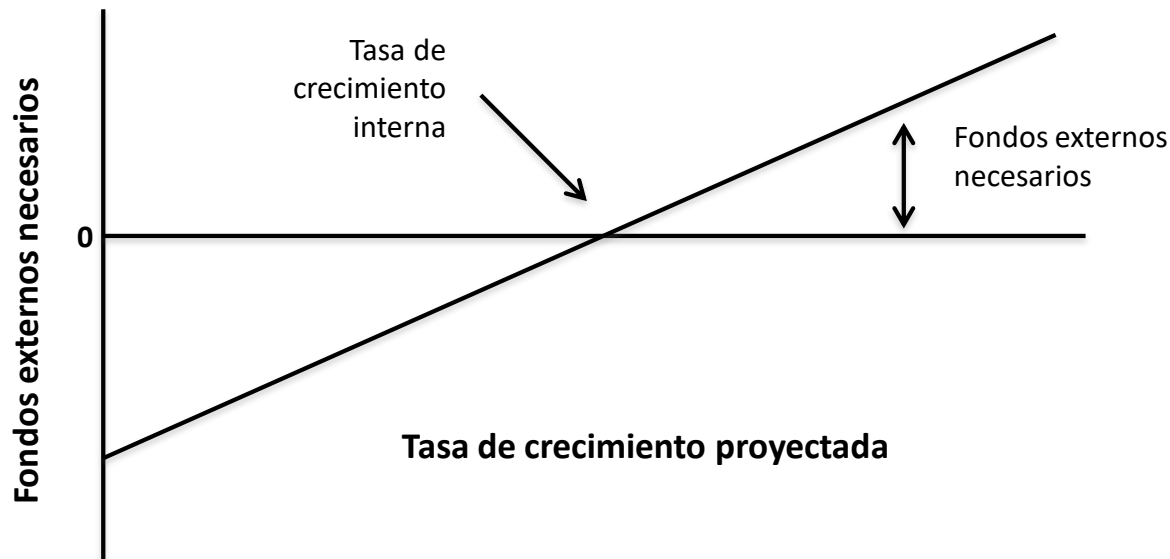 Fondos externos necesarios
Tasa de
crecimiento
interna
Fondos externos
necesarios
0
Tasa de crecimiento proyectada